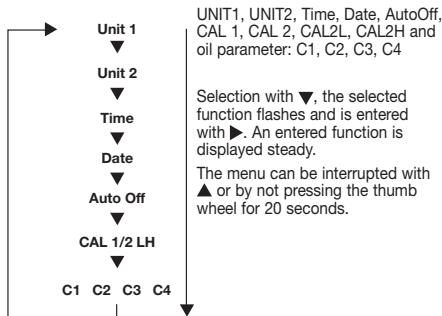 Unit 1
▼
Unit 2
▼
Time
▼
Date
▼
Auto Off
▼
CAL 1/2 LH
▼
C1 C2 C3 C4
UNIT1, UNIT2, Time, Date, AutoOff,
CAL 1, CAL 2, CAL2L, CAL2H and
oil parameter: C1, C2, C3, C4
Selection with ▼, the selected
function flashes and is entered
with ▶. An entered function is
displayed steady.
The menu can be interrupted with
▲ or by not pressing the thumb
wheel for 20 seconds.